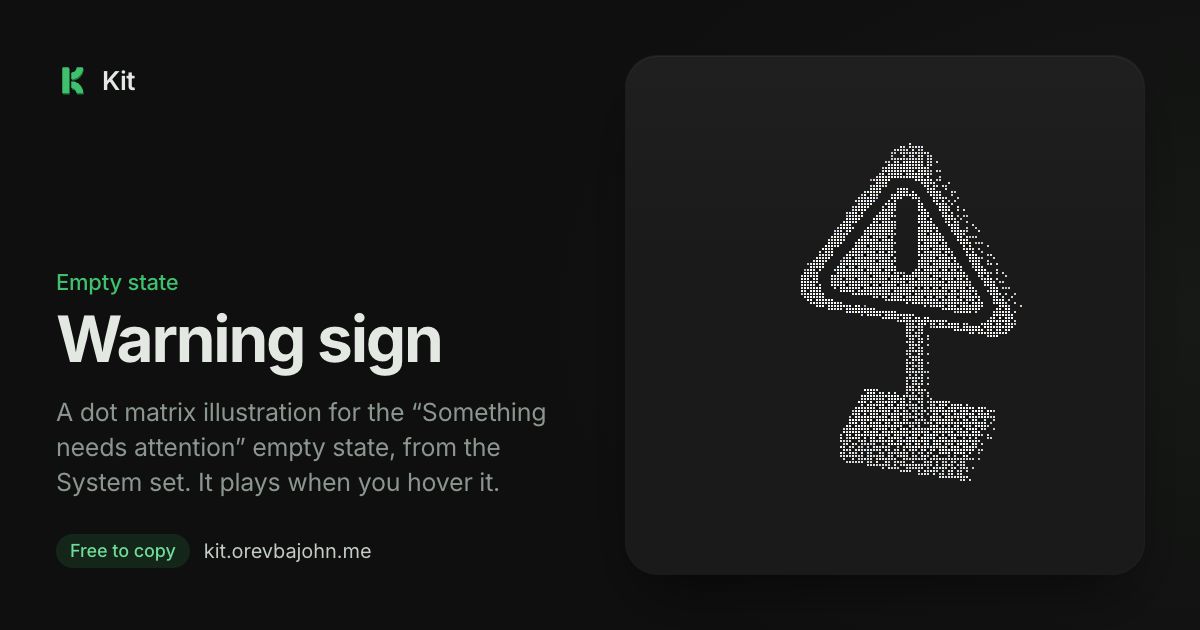 Kit
Empty state
Warning sign
A dot matrix illustration for the “Something
needs attention” empty state, from the
System set. It plays when you hover it.
Free to copy
kit.orevbajohn.me